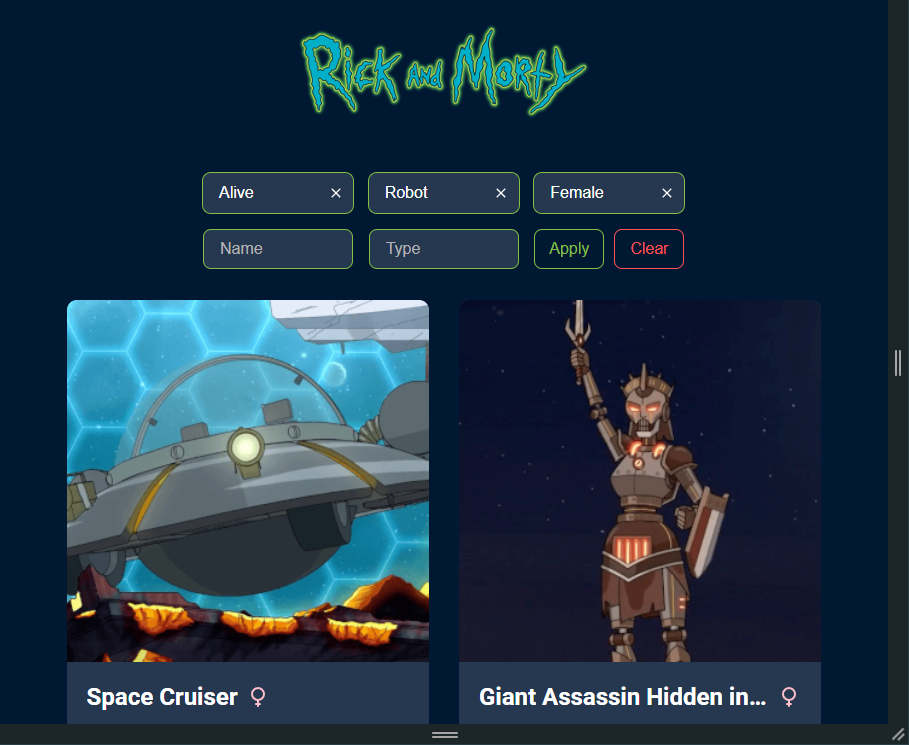 Rick and Morty
Alive × Robot × Female ×
Name Type Apply Clear
Space Cruiser ♀
Giant Assassin Hidden in... ♀